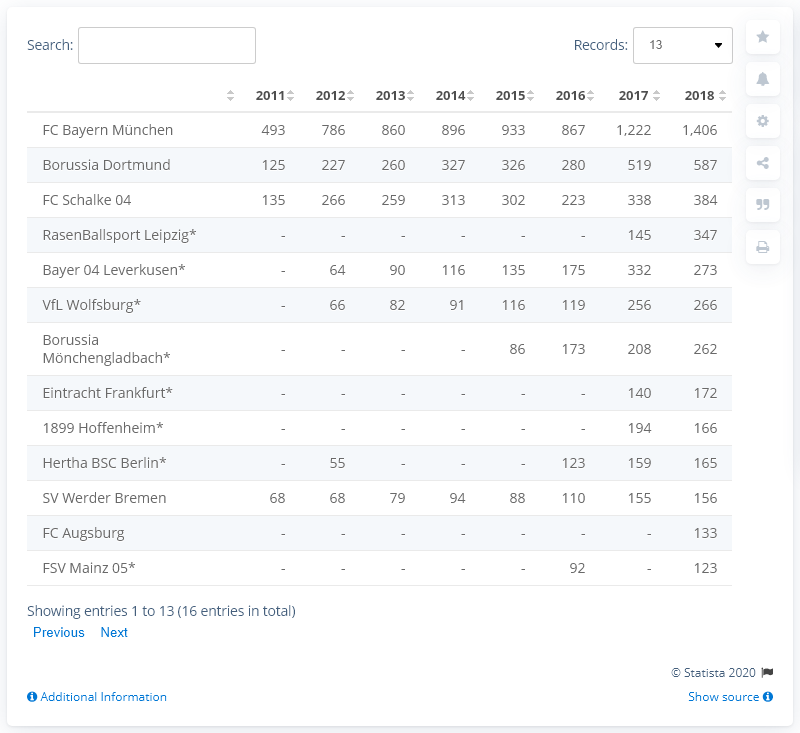 Search:
Records: 13
2011 2012 2013 2014 2015 2016 2017 2018
FC Bayern München 493 786 860 896 933 867 1,222 1,406
Borussia Dortmund 125 227 260 327 326 280 519 587
FC Schalke 04 135 266 259 313 302 223 338 384
RasenBallsport Leipzig* - - - - - - 145 347
Bayer 04 Leverkusen* - 64 90 116 135 175 332 273
VfL Wolfsburg* - 66 82 91 116 119 256 266
Borussia
Mönchengladbach* - - - - 86 173 208 262
Eintracht Frankfurt* - - - - - - 140 172
1899 Hoffenheim* - - - - - - 194 166
Hertha BSC Berlin* - 55 - - - 123 159 165
SV Werder Bremen 68 68 79 94 88 110 155 156
FC Augsburg - - - - - - - 133
FSV Mainz 05* - - - - - 92 - 123
Showing entries 1 to 13 (16 entries in total)
Previous Next
© Statista 2020
Additional Information
Show source